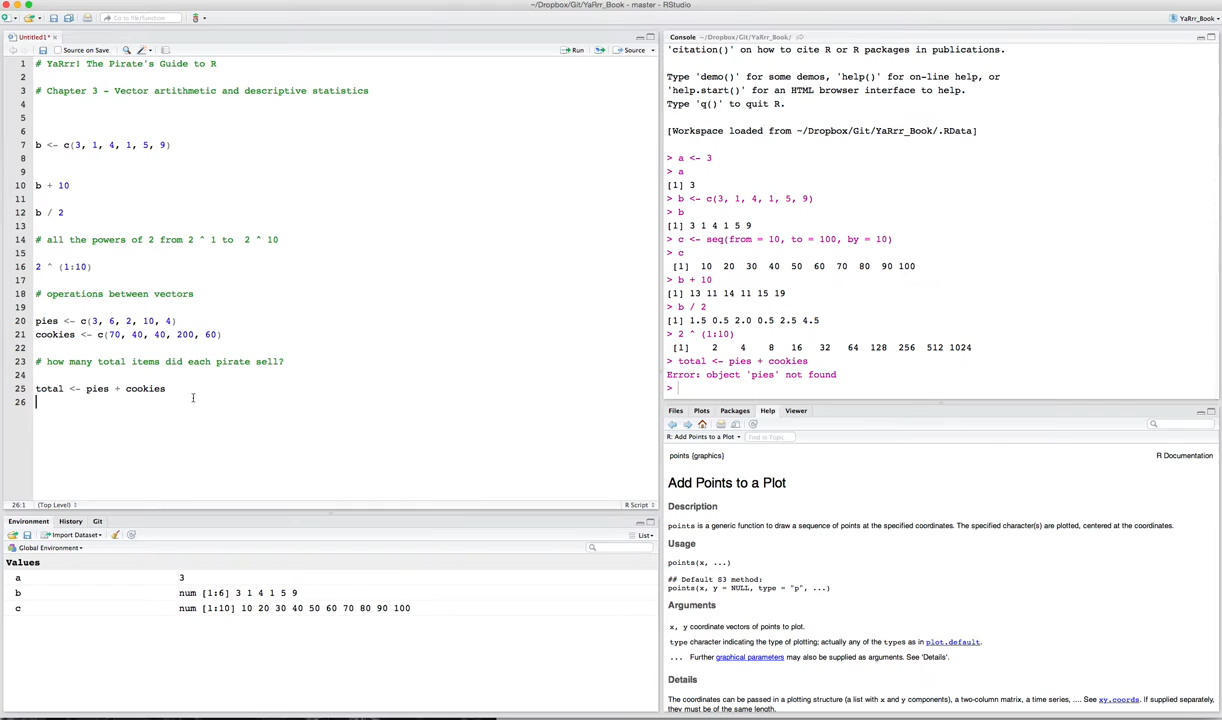 ~/Dropbox/Git/YaRrr_Book - master - RStudio
Go to file/function
YaRrr_Book
Untitled1*
Source on Save
Run
Source
1 # YaRrr! The Pirate's Guide to R
2
3 # Chapter 3 - Vector artithmetic and descriptive statistics
4
5
6
7 b <- c(3, 1, 4, 1, 5, 9)
8
9
10 b + 10
11
12 b / 2
13
14 # all the powers of 2 from 2 ^ 1 to  2 ^ 10
15
16 2 ^ (1:10)
17
18 # operations between vectors
19
20 pies <- c(3, 6, 2, 10, 4)
21 cookies <- c(70, 40, 40, 200, 60)
22
23 # how many total items did each pirate sell?
24
25 total <- pies + cookies
26
26:1 (Top Level) R Script
Environment History Git
Import Dataset
List
Global Environment
Values
a 3
b num [1:6] 3 1 4 1 5 9
c num [1:10] 10 20 30 40 50 60 70 80 90 100
Console ~/Dropbox/Git/YaRrr_Book/
'citation()' on how to cite R or R packages in publications.
Type 'demo()' for some demos, 'help()' for on-line help, or
'help.start()' for an HTML browser interface to help.
Type 'q()' to quit R.
[Workspace loaded from ~/Dropbox/Git/YaRrr_Book/.RData]
> a <- 3
> a
[1] 3
> b <- c(3, 1, 4, 1, 5, 9)
> b
[1] 3 1 4 1 5 9
> c <- seq(from = 10, to = 100, by = 10)
> c
[1]  10  20  30  40  50  60  70  80  90 100
> b + 10
[1] 13 11 14 11 15 19
> b / 2
[1] 1.5 0.5 2.0 0.5 2.5 4.5
> 2 ^ (1:10)
[1]    2    4    8   16   32   64  128  256  512 1024
> total <- pies + cookies
Error: object 'pies' not found
>
Files Plots Packages Help Viewer
R: Add Points to a Plot Find in Topic
points {graphics} R Documentation
Add Points to a Plot
Description
points is a generic function to draw a sequence of points at the specified coordinates. The specified character(s) are plotted, centered at the coordinates.
Usage
points(x, ...)
## Default S3 method:
points(x, y = NULL, type = "p", ...)
Arguments
x, y coordinate vectors of points to plot.
type character indicating the type of plotting; actually any of the types as in plot.default.
... Further graphical parameters may also be supplied as arguments. See 'Details'.
Details
The coordinates can be passed in a plotting structure (a list with x and y components), a two-column matrix, a time series, .... See xy.coords. If supplied separately,
they must be of the same length.